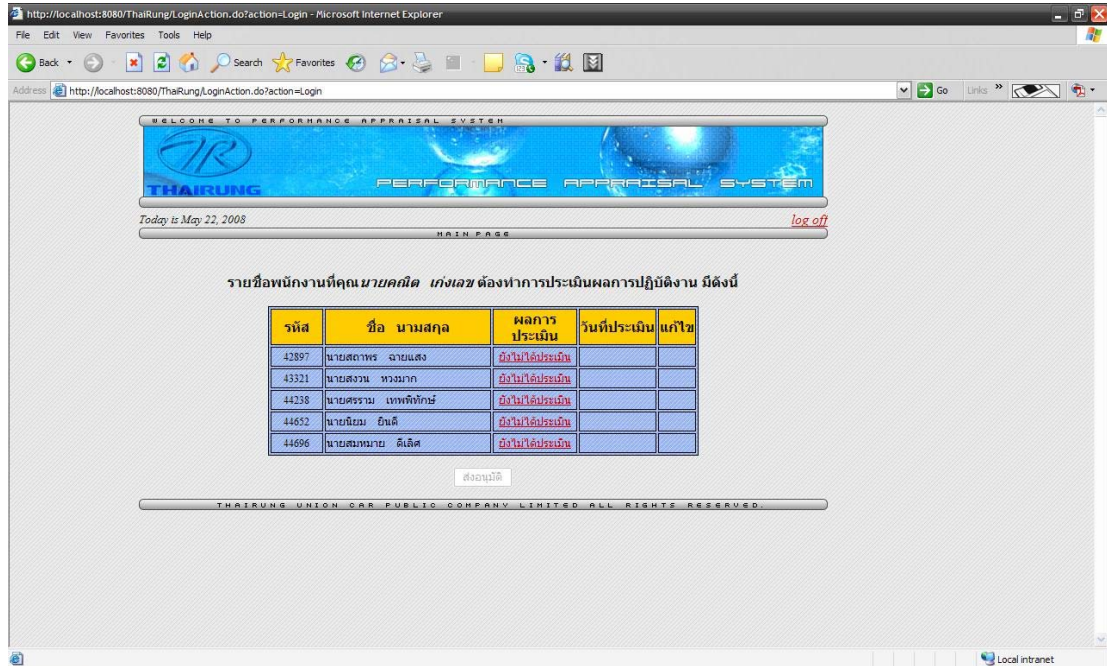 http://localhost:8080/ThaiRung/LoginAction.do?action=Login - Microsoft Internet Explorer
File Edit View Favorites Tools Help
Back Search Favorites
Address http://localhost:8080/ThaiRung/LoginAction.do?action=Login Go Links
WELCOME TO PERFORMANCE APPRAISAL SYSTEM
TR
THAIRUNG
PERFORMANCE APPRAISAL SYSTEM
Today is May 22, 2008 log off
MAIN PAGE
รายชื่อพนักงานที่คุณนายคณิต เก่งเลข ต้องทำการประเมินผลการปฏิบัติงาน มีดังนี้
รหัส ชื่อ นามสกุล ผลการ วันที่ประเมิน แก้ไข
ประเมิน
42897 นายสถาพร ฉายแสง ยังไม่ได้ประเมิน
43321 นายสงวน หวงมาก ยังไม่ได้ประเมิน
44238 นายศรราม เทพพิทักษ์ ยังไม่ได้ประเมิน
44652 นายนิยม ยินดี ยังไม่ได้ประเมิน
44696 นายสมหมาย ดีเลิศ ยังไม่ได้ประเมิน
ส่งอนุมัติ
THAIRUNG UNION CAR PUBLIC COMPANY LIMITED ALL RIGHTS RESERVED.
Local intranet